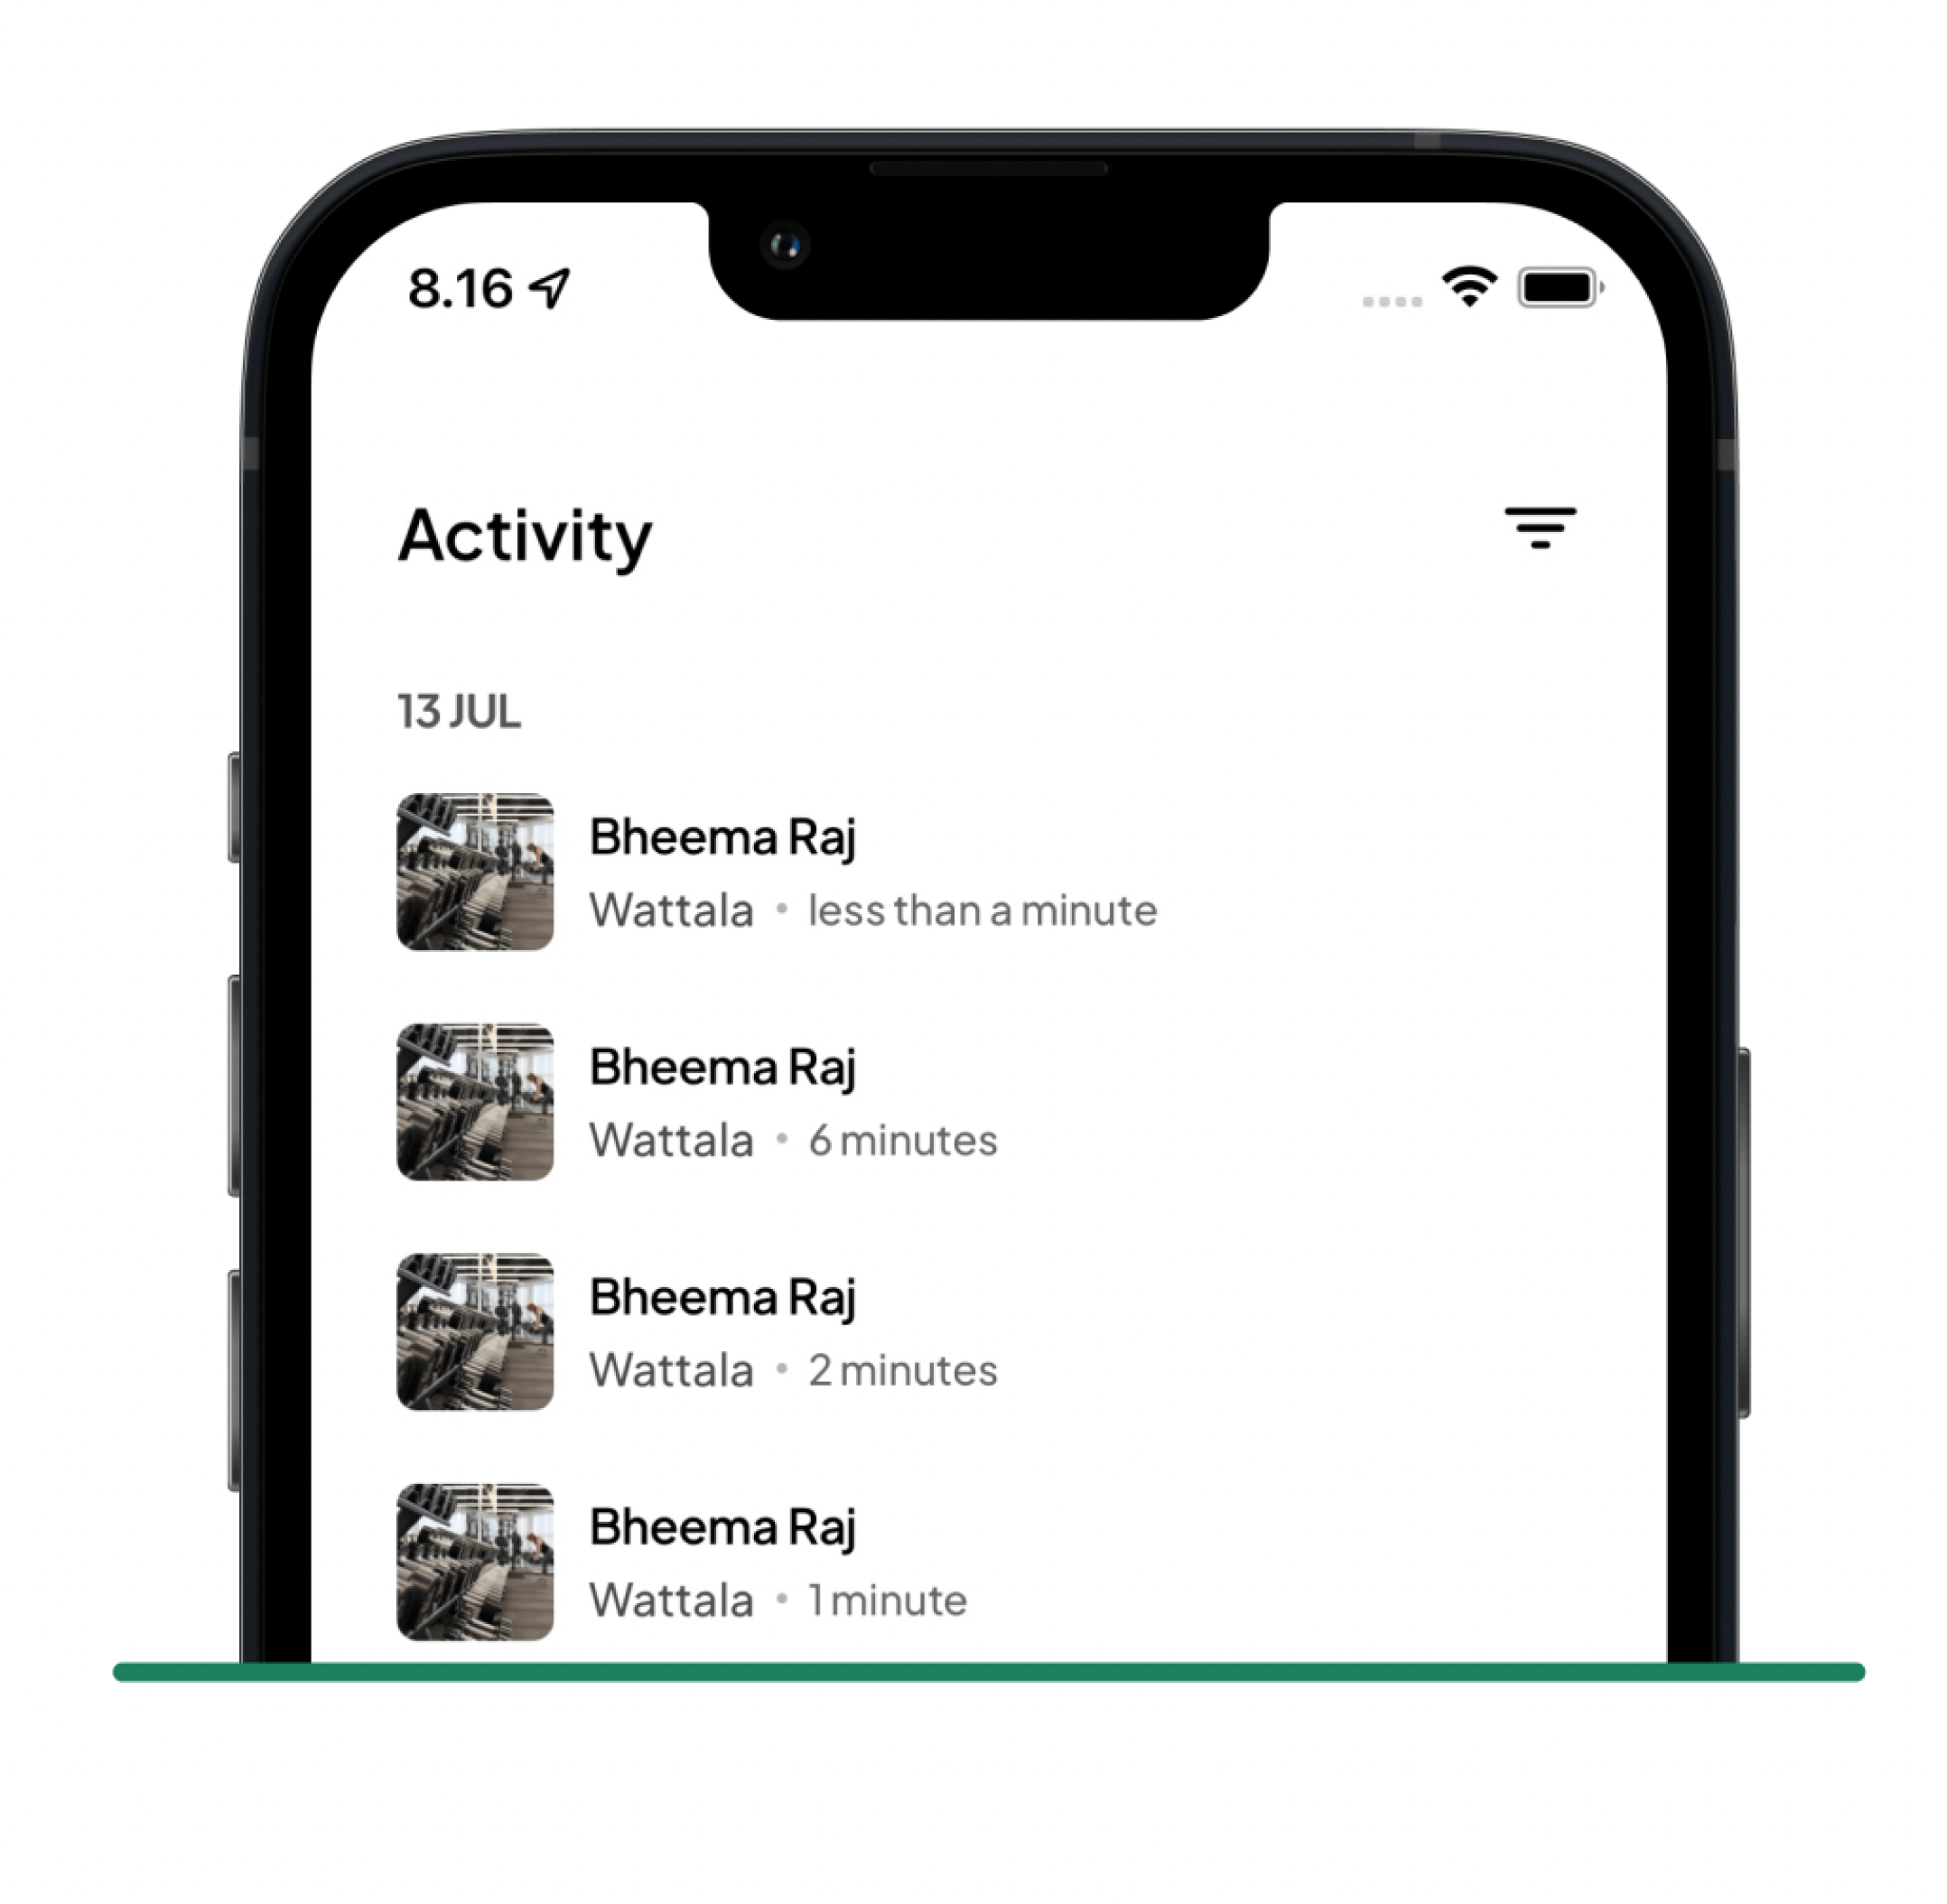 8.16
Activity
13 JUL
Bheema Raj
Wattala • less than a minute
Bheema Raj
Wattala • 6 minutes
Bheema Raj
Wattala • 2 minutes
Bheema Raj
Wattala • 1 minute